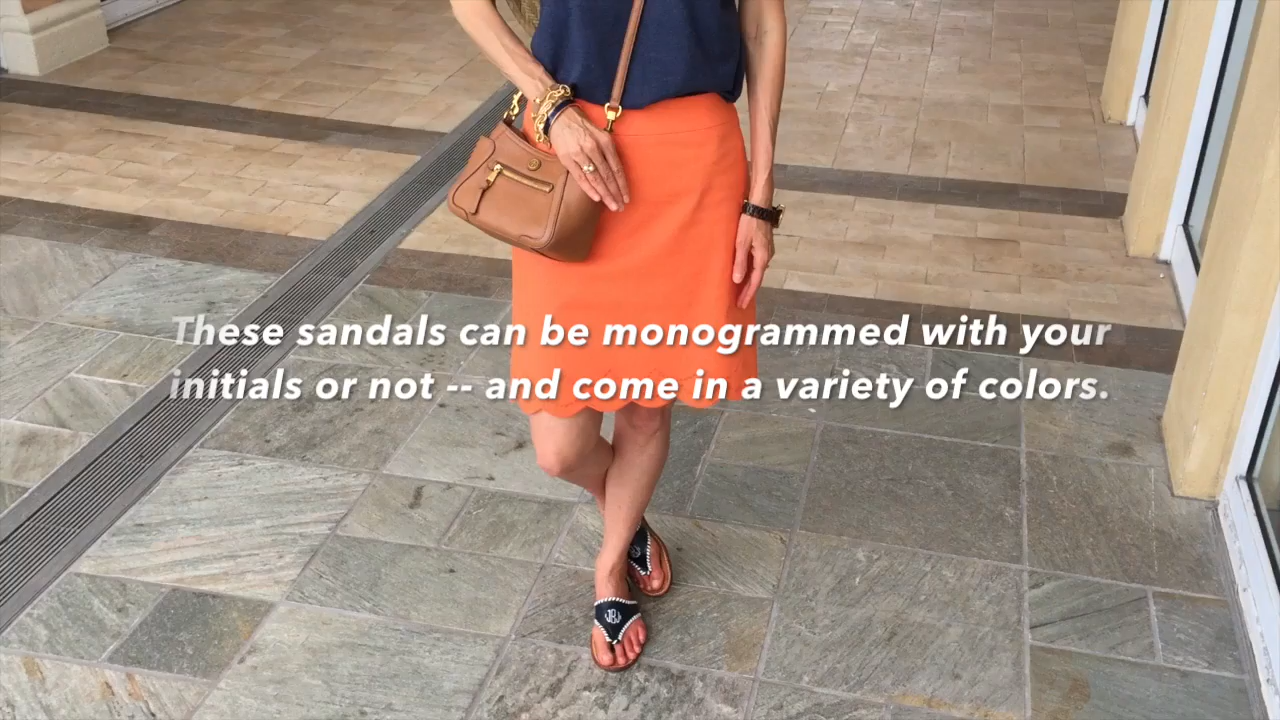 These sandals can be monogrammed with your
initials or not -- and come in a variety of colors.